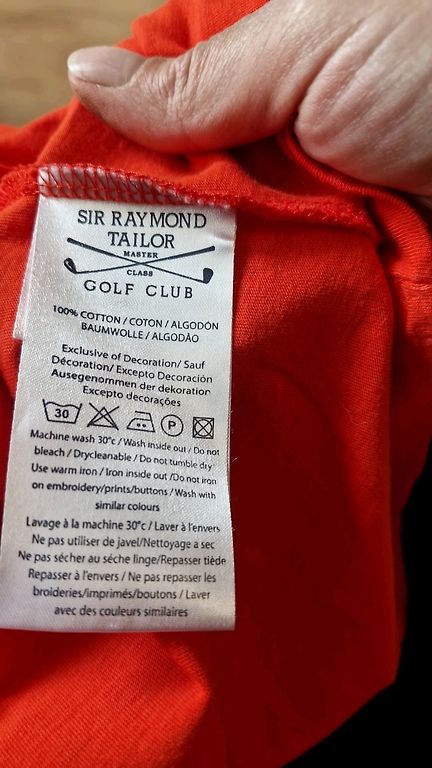 SIR RAYMOND
TAILOR
MASTER
CLASS
GOLF CLUB
100% COTTON / COTON / ALGODÓN
BAUMWOLLE / ALGODÃO
Exclusive of Decoration/ Sauf
Décoration/ Excepto Decoración
Ausegenommen der dekoration
Excepto decorações
30 P
Machine wash 30°c / Wash inside out / Do not
bleach / Drycleanable / Do not tumble dry
Use warm iron / Iron inside out /Do not iron
on embroidery/prints/buttons / Wash with
similar colours
Lavage à la machine 30°c / Laver à l'envers
Ne pas utiliser de javel/Nettoyage a sec
Ne pas sécher au séche linge/Repasser tiède
Repasser à l'envers / Ne pas repasser les
broideries/imprimés/boutons / Laver
avec des couleurs similaires